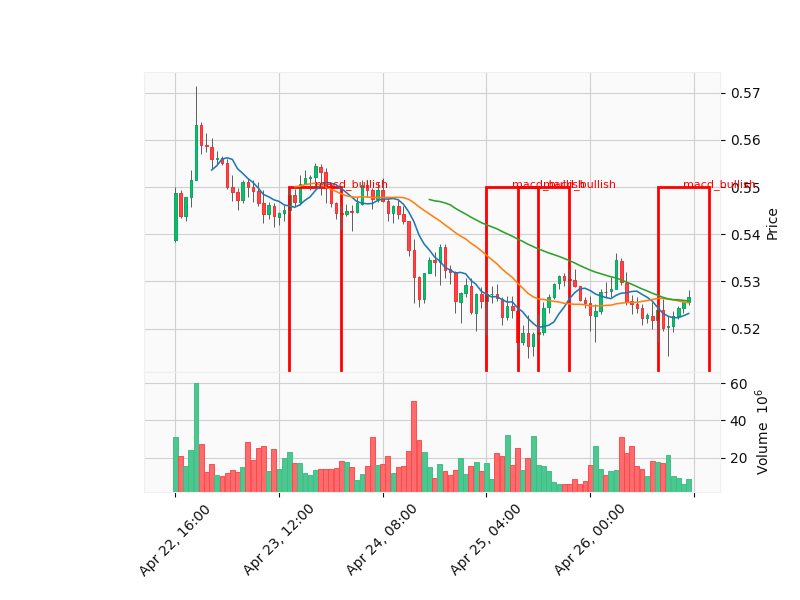 0.57
0.56
0.55
0.54
0.53
0.52
Price
macd_bullish
macd_bullish
macd_bullish
macd_bullish
60
40
20
Volume 10⁶
Apr 22, 16:00
Apr 23, 12:00
Apr 24, 08:00
Apr 25, 04:00
Apr 26, 00:00